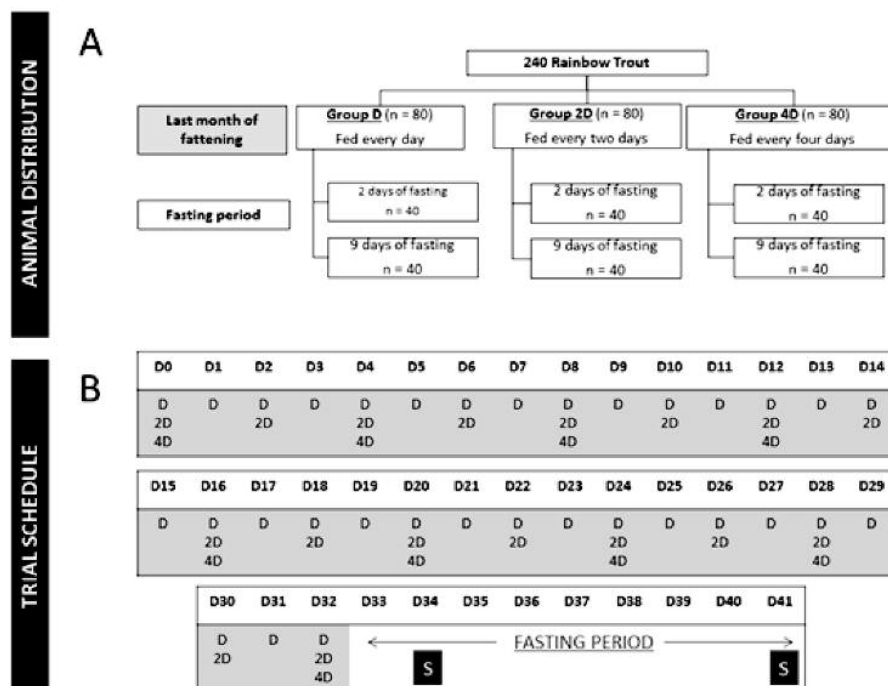 A
ANIMAL DISTRIBUTION
240 Rainbow Trout
Last month of
fattening
Group D (n = 80)
Fed every day
Group 2D (n = 80)
Fed every two days
Group 4D (n = 80)
Fed every four days
Fasting period
2 days of fasting
n = 40
2 days of fasting
n = 40
2 days of fasting
n = 40
9 days of fasting
n = 40
9 days of fasting
n = 40
9 days of fasting
n = 40
B
TRIAL SCHEDULE
D0 D1 D2 D3 D4 D5 D6 D7 D8 D9 D10 D11 D12 D13 D14
D D D D D D D D D D D D D D D
2D 2D 2D 2D 2D 2D 2D 2D
4D 4D 4D 4D
D15 D16 D17 D18 D19 D20 D21 D22 D23 D24 D25 D26 D27 D28 D29
D D D D D D D D D D D D D D D
2D 2D 2D 2D 2D 2D 2D
4D 4D 4D 4D
D30 D31 D32 D33 D34 D35 D36 D37 D38 D39 D40 D41
D D D FASTING PERIOD
2D 2D S S
4D